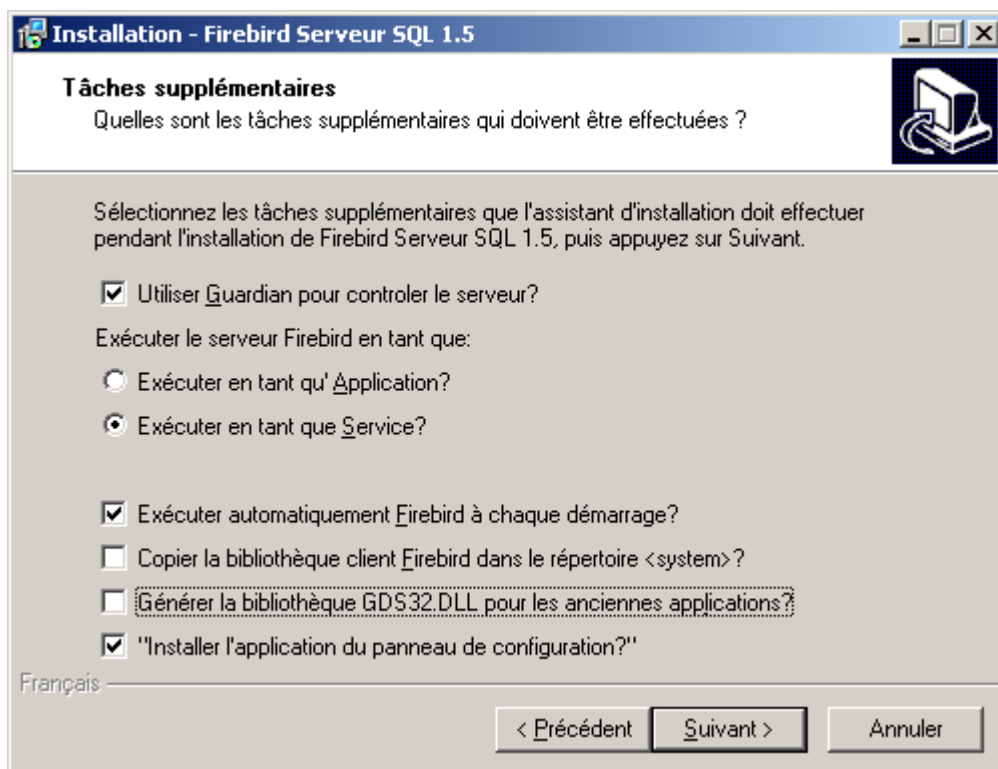 Installation - Firebird Serveur SQL 1.5
Tâches supplémentaires
Quelles sont les tâches supplémentaires qui doivent être effectuées ?
Sélectionnez les tâches supplémentaires que l'assistant d'installation doit effectuer
pendant l'installation de Firebird Serveur SQL 1.5, puis appuyez sur Suivant.
Utiliser Guardian pour controler le serveur?
Exécuter le serveur Firebird en tant que:
Exécuter en tant qu' Application?
Exécuter en tant que Service?
Exécuter automatiquement Firebird à chaque démarrage?
Copier la bibliothèque client Firebird dans le répertoire <system>?
Générer la bibliothèque GDS32.DLL pour les anciennes applications?
"Installer l'application du panneau de configuration?"
Français
< Précédent
Suivant >
Annuler